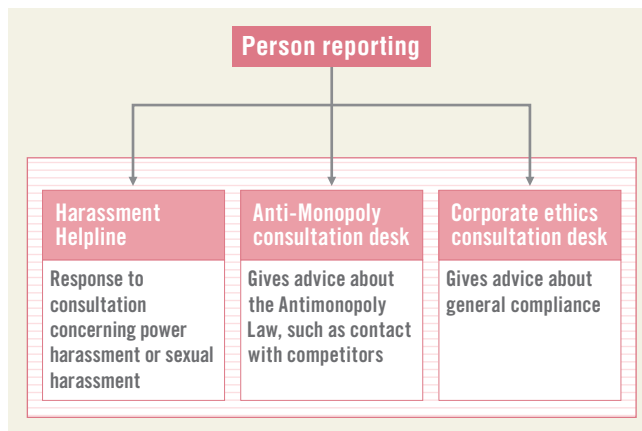 Person reporting
Harassment
Helpline
Response to
consultation
concerning power
harassment or sexual
harassment
Anti-Monopoly
consultation desk
Gives advice about
the Antimonopoly
Law, such as contact
with competitors
Corporate ethics
consultation desk
Gives advice about
general compliance